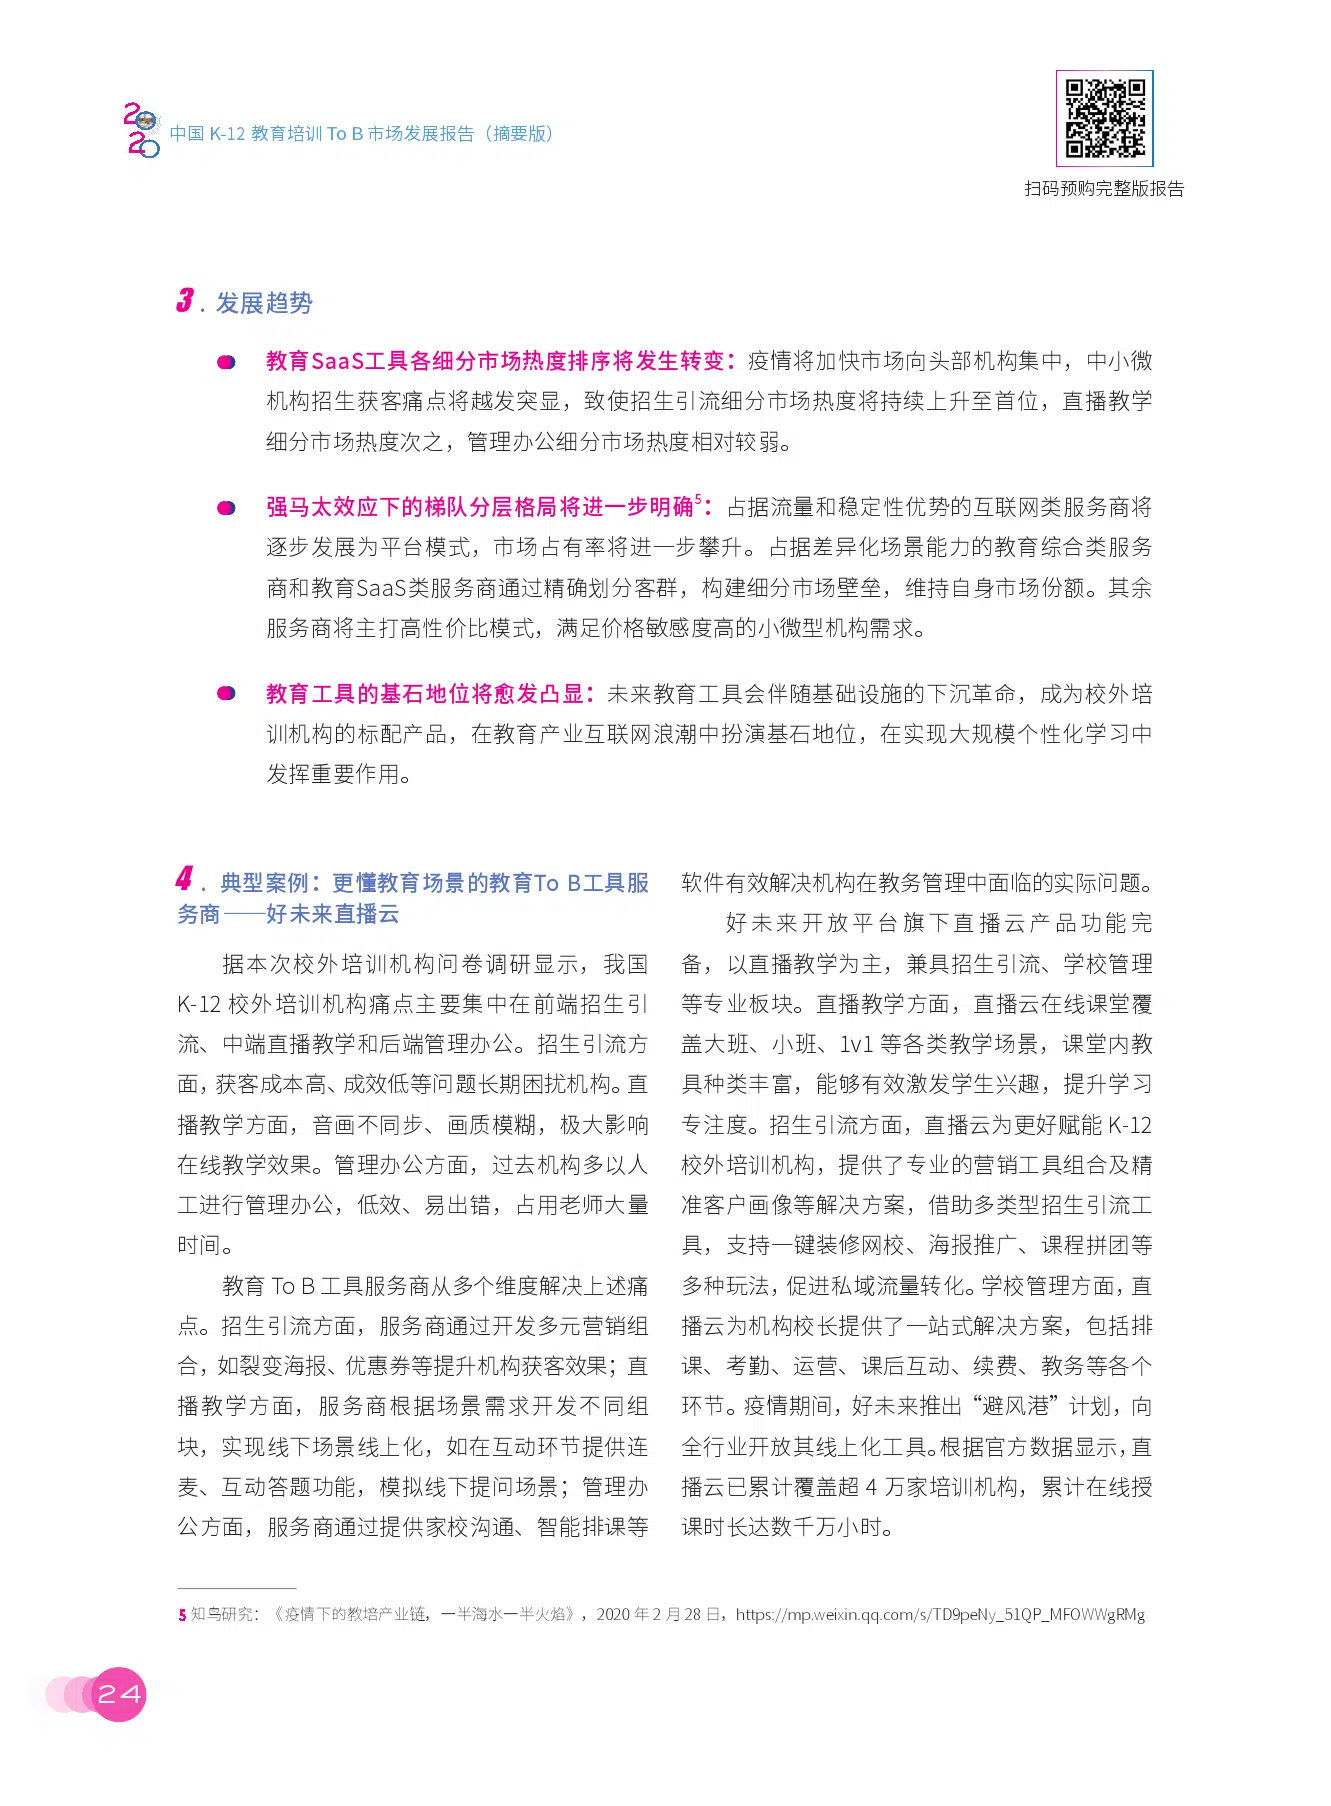 2020
中国 K-12 教育培训 To B 市场发展报告（摘要版）
扫码预购完整版报告
3．发展趋势
教育SaaS工具各细分市场热度排序将发生转变：疫情将加快市场向头部机构集中，中小微
机构招生获客痛点将越发突显，致使招生引流细分市场热度将持续上升至首位，直播教学
细分市场热度次之，管理办公细分市场热度相对较弱。
强马太效应下的梯队分层格局将进一步明确5：占据流量和稳定性优势的互联网类服务商将
逐步发展为平台模式，市场占有率将进一步攀升。占据差异化场景能力的教育综合类服务
商和教育SaaS类服务商通过精确划分客群，构建细分市场壁垒，维持自身市场份额。其余
服务商将主打高性价比模式，满足价格敏感度高的小微型机构需求。
教育工具的基石地位将愈发凸显：未来教育工具会伴随基础设施的下沉革命，成为校外培
训机构的标配产品，在教育产业互联网浪潮中扮演基石地位，在实现大规模个性化学习中
发挥重要作用。
4．典型案例：更懂教育场景的教育To B工具服
务商——好未来直播云
据本次校外培训机构问卷调研显示，我国
K-12 校外培训机构痛点主要集中在前端招生引
流、中端直播教学和后端管理办公。招生引流方
面，获客成本高、成效低等问题长期困扰机构。直
播教学方面，音画不同步、画质模糊，极大影响
在线教学效果。管理办公方面，过去机构多以人
工进行管理办公，低效、易出错，占用老师大量
时间。
教育 To B 工具服务商从多个维度解决上述痛
点。招生引流方面，服务商通过开发多元营销组
合，如裂变海报、优惠券等提升机构获客效果；直
播教学方面，服务商根据场景需求开发不同组
块，实现线下场景线上化，如在互动环节提供连
麦、互动答题功能，模拟线下提问场景；管理办
公方面，服务商通过提供家校沟通、智能排课等
软件有效解决机构在教务管理中面临的实际问题。
好未来开放平台旗下直播云产品功能完
备，以直播教学为主，兼具招生引流、学校管理
等专业板块。直播教学方面，直播云在线课堂覆
盖大班、小班、1v1 等各类教学场景，课堂内教
具种类丰富，能够有效激发学生兴趣，提升学习
专注度。招生引流方面，直播云为更好赋能 K-12
校外培训机构，提供了专业的营销工具组合及精
准客户画像等解决方案，借助多类型招生引流工
具，支持一键装修网校、海报推广、课程拼团等
多种玩法，促进私域流量转化。学校管理方面，直
播云为机构校长提供了一站式解决方案，包括排
课、考勤、运营、课后互动、续费、教务等各个
环节。疫情期间，好未来推出“避风港”计划，向
全行业开放其线上化工具。根据官方数据显示，直
播云已累计覆盖超 4 万家培训机构，累计在线授
课时长达数千万小时。
5 知鸟研究：《疫情下的教培产业链，一半海水一半火焰》，2020 年 2 月 28 日，https://mp.weixin.qq.com/s/TD9peNy_51QP_MFOWWgRMg
24